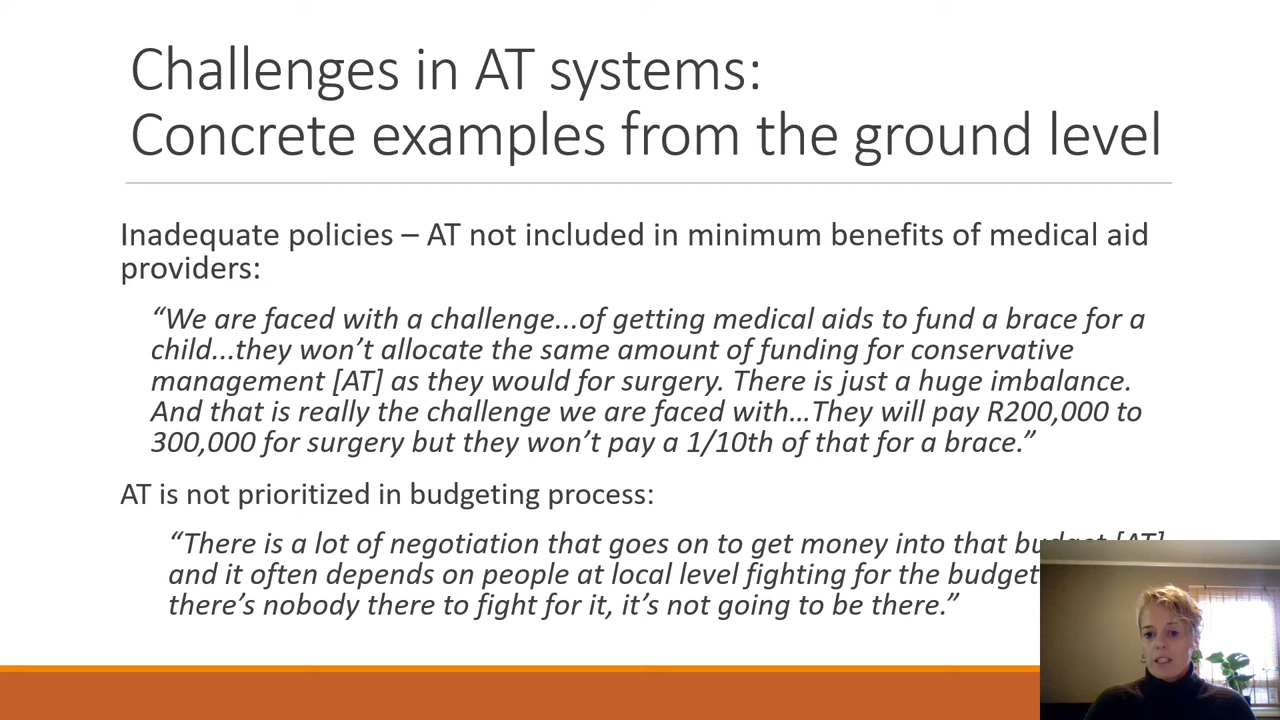 Challenges in AT systems:
Concrete examples from the ground level
Inadequate policies – AT not included in minimum benefits of medical aid
providers:
“We are faced with a challenge...of getting medical aids to fund a brace for a
child...they won’t allocate the same amount of funding for conservative
management [AT] as they would for surgery. There is just a huge imbalance.
And that is really the challenge we are faced with…They will pay R200,000 to
300,000 for surgery but they won’t pay a 1/10th of that for a brace.”
AT is not prioritized in budgeting process:
“There is a lot of negotiation that goes on to get money into that budget [AT]
and it often depends on people at local level fighting for the budget
there’s nobody there to fight for it, it’s not going to be there.”